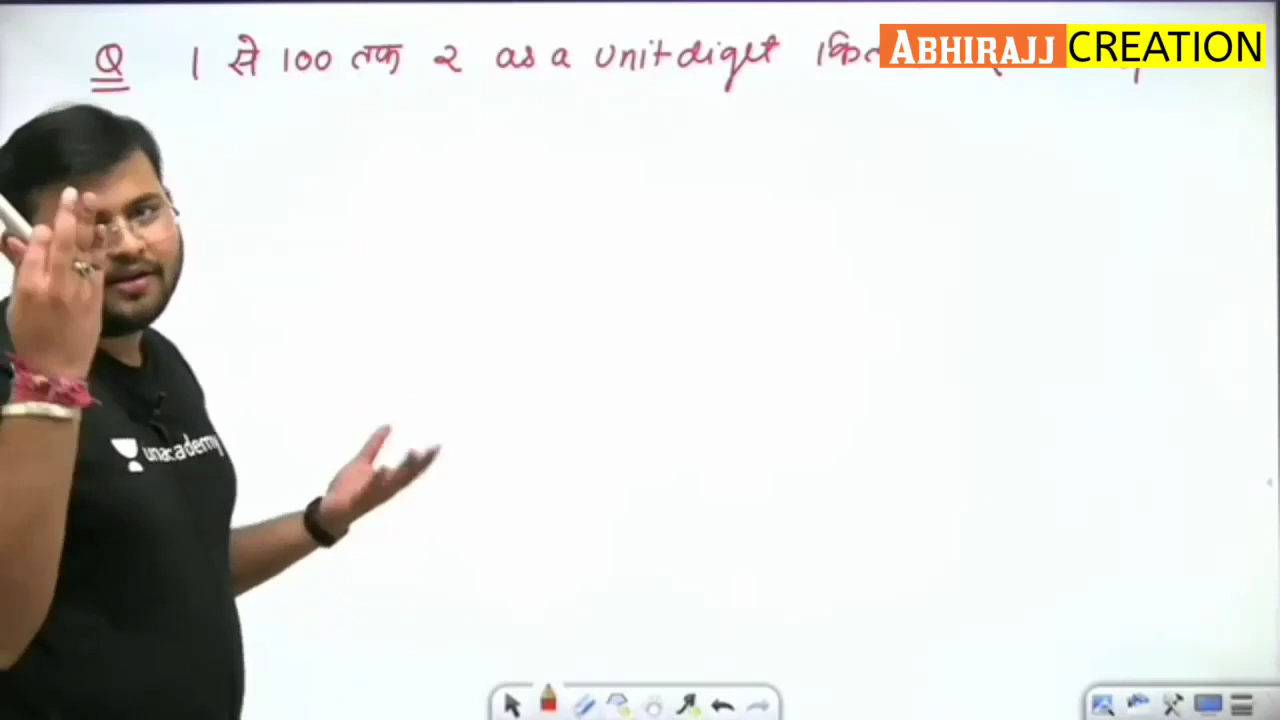 Q 1 से 100 तक 2 as a unit digit
ABHIRAJJ CREATION
unacademy